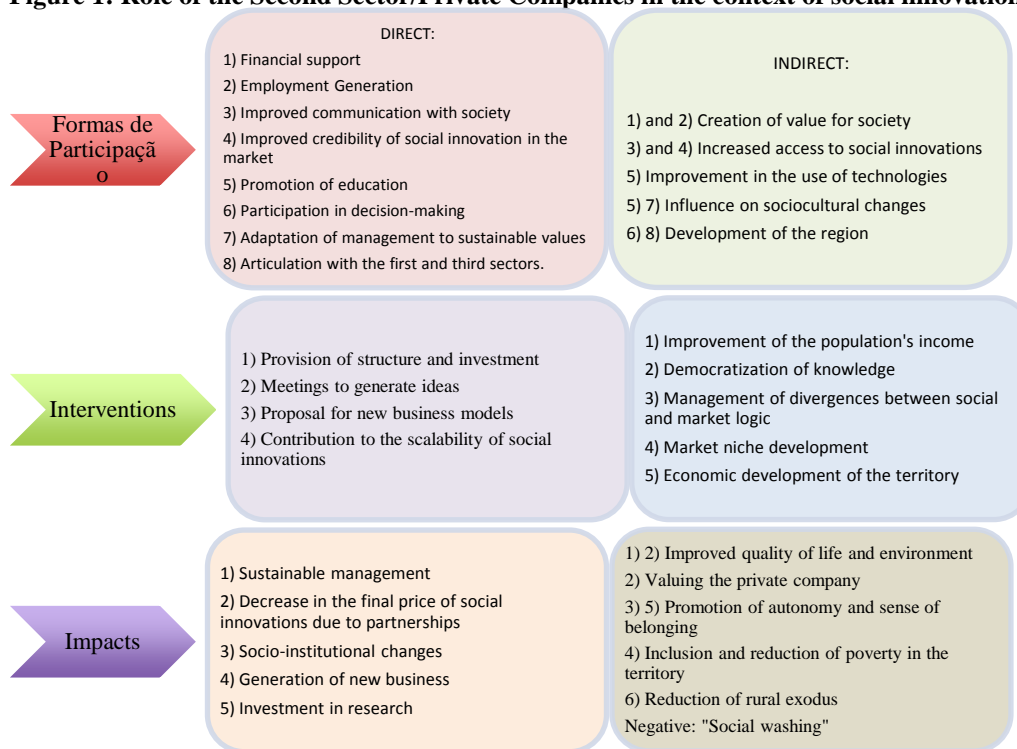 Figure 1: Role of the Second Sector/Private Companies in the context of social innovation
Formas de
Participaçã
o
DIRECT:
1) Financial support
2) Employment Generation
3) Improved communication with society
4) Improved credibility of social innovation in the
market
5) Promotion of education
6) Participation in decision-making
7) Adaptation of management to sustainable values
8) Articulation with the first and third sectors.
INDIRECT:
1) and 2) Creation of value for society
3) and 4) Increased access to social innovations
5) Improvement in the use of technologies
5) 7) Influence on sociocultural changes
6) 8) Development of the region
Interventions
1) Provision of structure and investment
2) Meetings to generate ideas
3) Proposal for new business models
4) Contribution to the scalability of social
innovations
1) Improvement of the population's income
2) Democratization of knowledge
3) Management of divergences between social
and market logic
4) Market niche development
5) Economic development of the territory
Impacts
1) Sustainable management
2) Decrease in the final price of social
innovations due to partnerships
3) Socio-institutional changes
4) Generation of new business
5) Investment in research
1) 2) Improved quality of life and environment
2) Valuing the private company
3) 5) Promotion of autonomy and sense of
belonging
4) Inclusion and reduction of poverty in the
territory
6) Reduction of rural exodus
Negative: "Social washing"